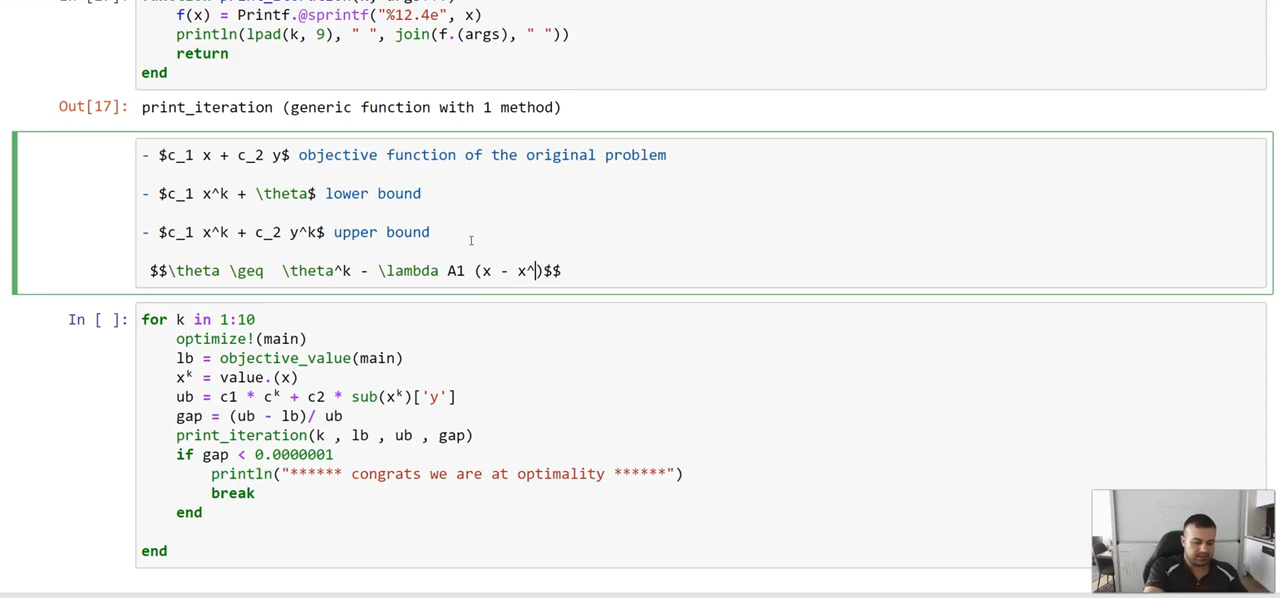 f(x) = Printf.@sprintf("%12.4e", x)
println(lpad(k, 9), " ", join(f.(args), " "))
return
end
Out[17]: print_iteration (generic function with 1 method)
- $c_1 x + c_2 y$ objective function of the original problem
- $c_1 x^k + \theta$ lower bound
- $c_1 x^k + c_2 y^k$ upper bound
$$\theta \geq  \theta^k - \lambda A1 (x - x^)$$
In [ ]: for k in 1:10
optimize!(main)
lb = objective_value(main)
xᵏ = value.(x)
ub = c1 * cᵏ + c2 * sub(xᵏ)['y']
gap = (ub - lb)/ ub
print_iteration(k , lb , ub , gap)
if gap < 0.0000001
println("****** congrats we are at optimality ******")
break
end
end